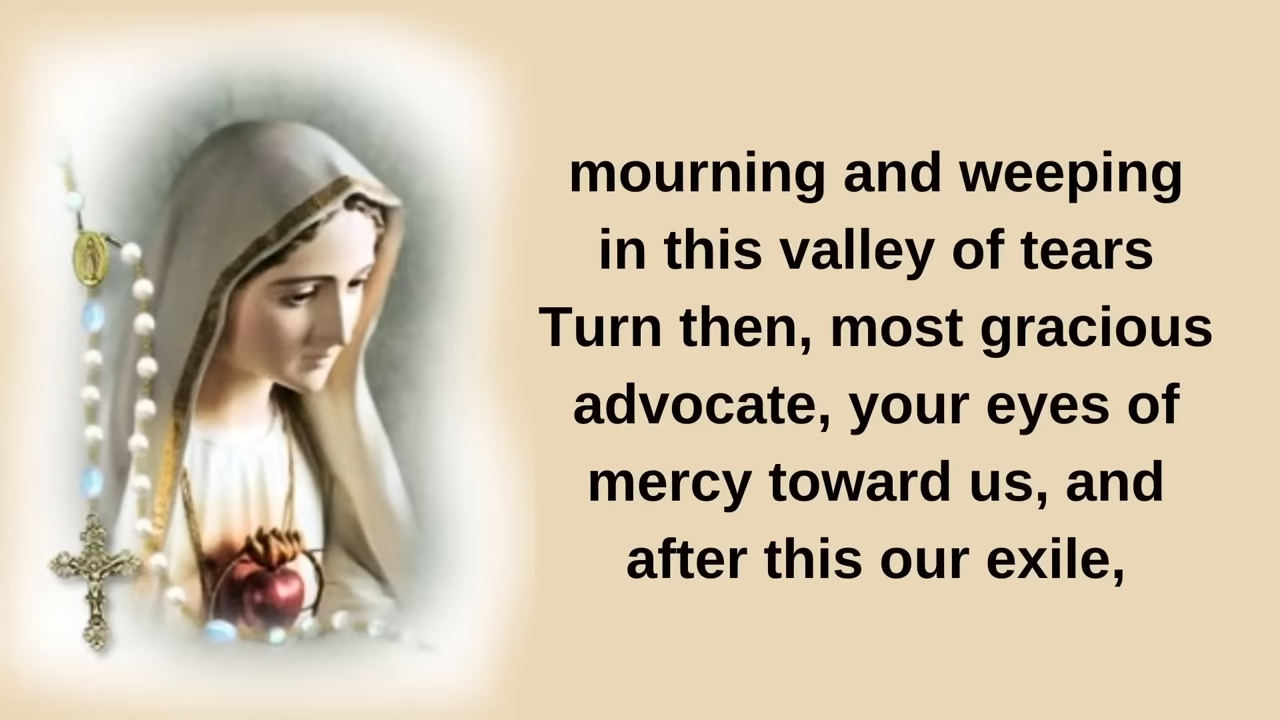 mourning and weeping
in this valley of tears
Turn then, most gracious
advocate, your eyes of
mercy toward us, and
after this our exile,